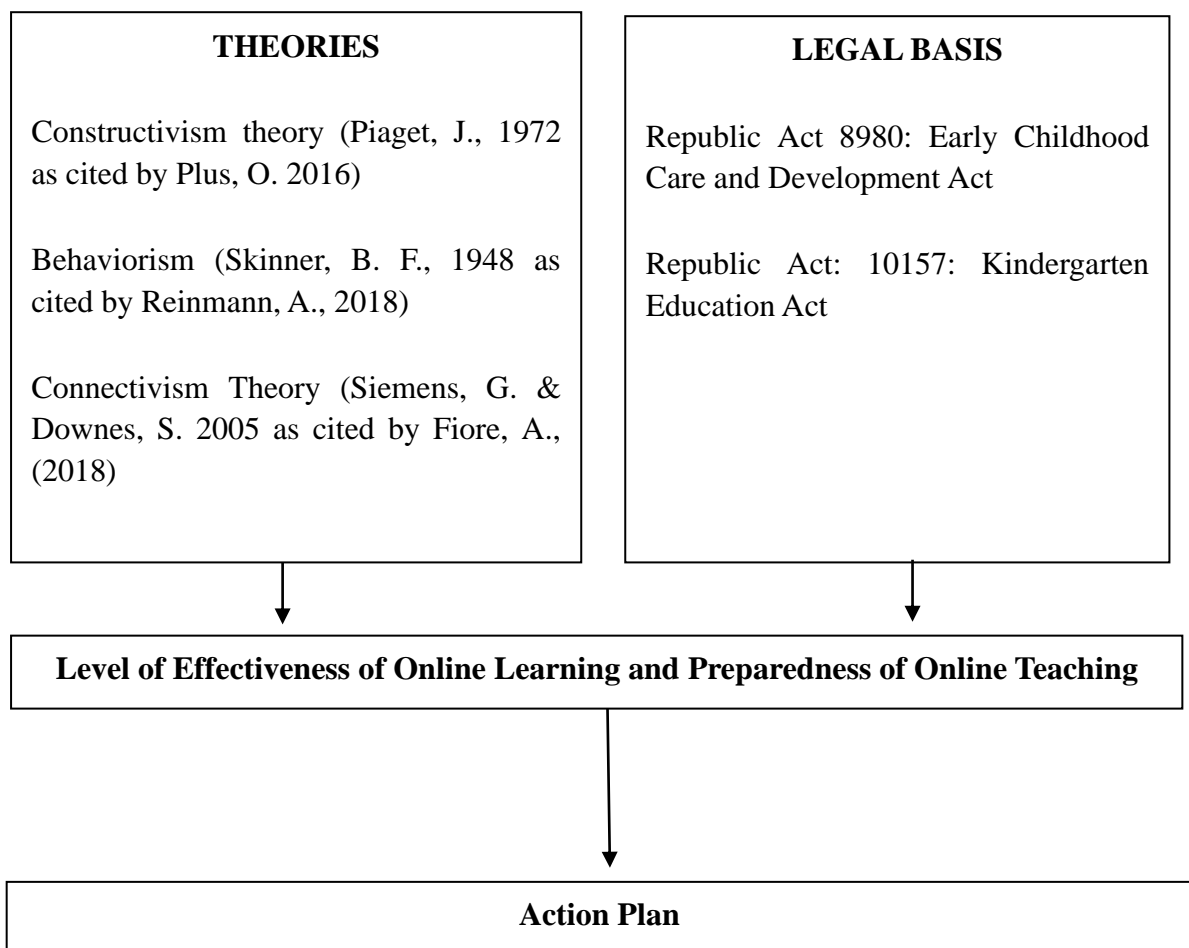 THEORIES
Constructivism theory (Piaget, J., 1972
as cited by Plus, O. 2016)
Behaviorism (Skinner, B. F., 1948 as
cited by Reinmann, A., 2018)
Connectivism Theory (Siemens, G. &
Downes, S. 2005 as cited by Fiore, A.,
(2018)
LEGAL BASIS
Republic Act 8980: Early Childhood
Care and Development Act
Republic Act: 10157: Kindergarten
Education Act
Level of Effectiveness of Online Learning and Preparedness of Online Teaching
Action Plan